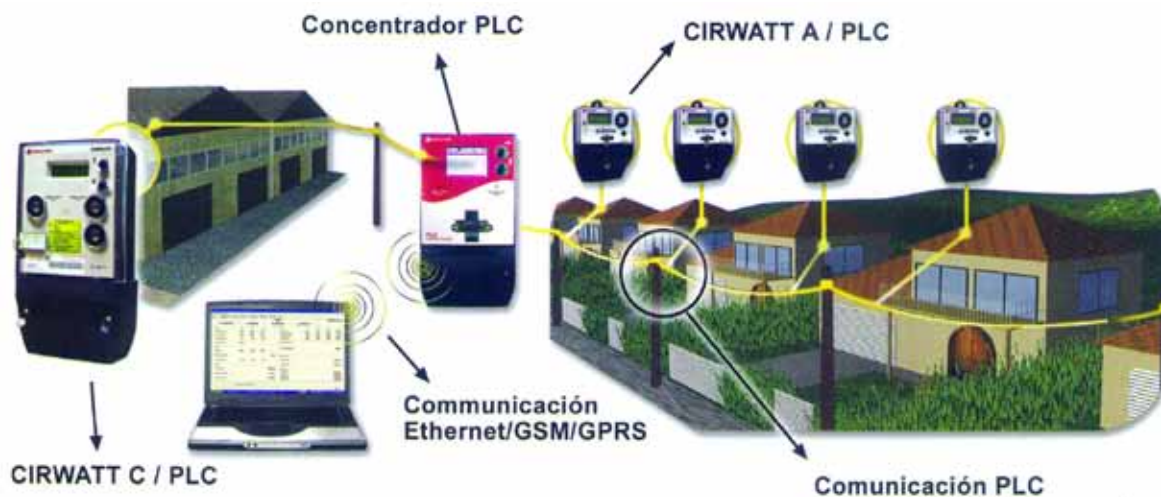 Concentrador PLC
CIRWATT A / PLC
Communicación
Ethernet/GSM/GPRS
CIRWATT C / PLC
Comunicación PLC